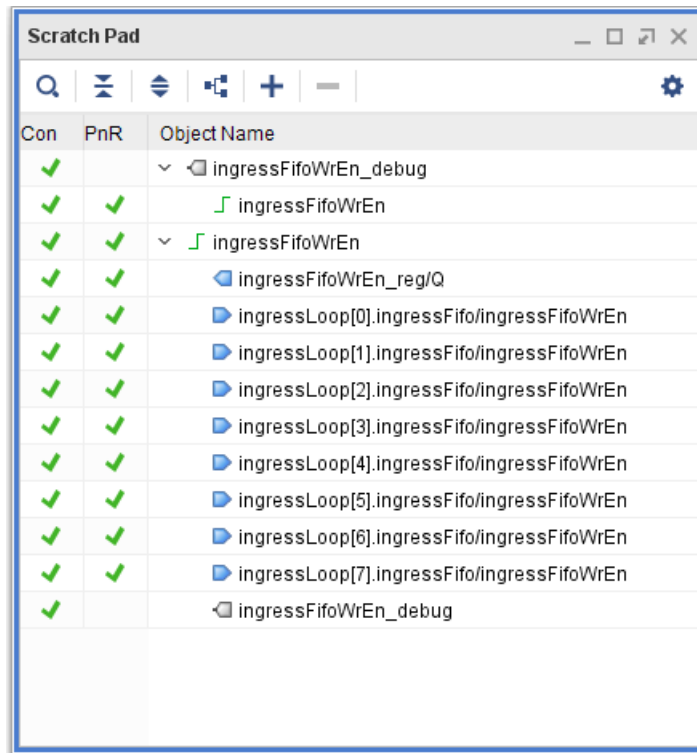 Scratch Pad
Con PnR Object Name
ingressFifoWrEn_debug
ingressFifoWrEn
ingressFifoWrEn
ingressFifoWrEn_reg/Q
ingressLoop[0].ingressFifo/ingressFifoWrEn
ingressLoop[1].ingressFifo/ingressFifoWrEn
ingressLoop[2].ingressFifo/ingressFifoWrEn
ingressLoop[3].ingressFifo/ingressFifoWrEn
ingressLoop[4].ingressFifo/ingressFifoWrEn
ingressLoop[5].ingressFifo/ingressFifoWrEn
ingressLoop[6].ingressFifo/ingressFifoWrEn
ingressLoop[7].ingressFifo/ingressFifoWrEn
ingressFifoWrEn_debug